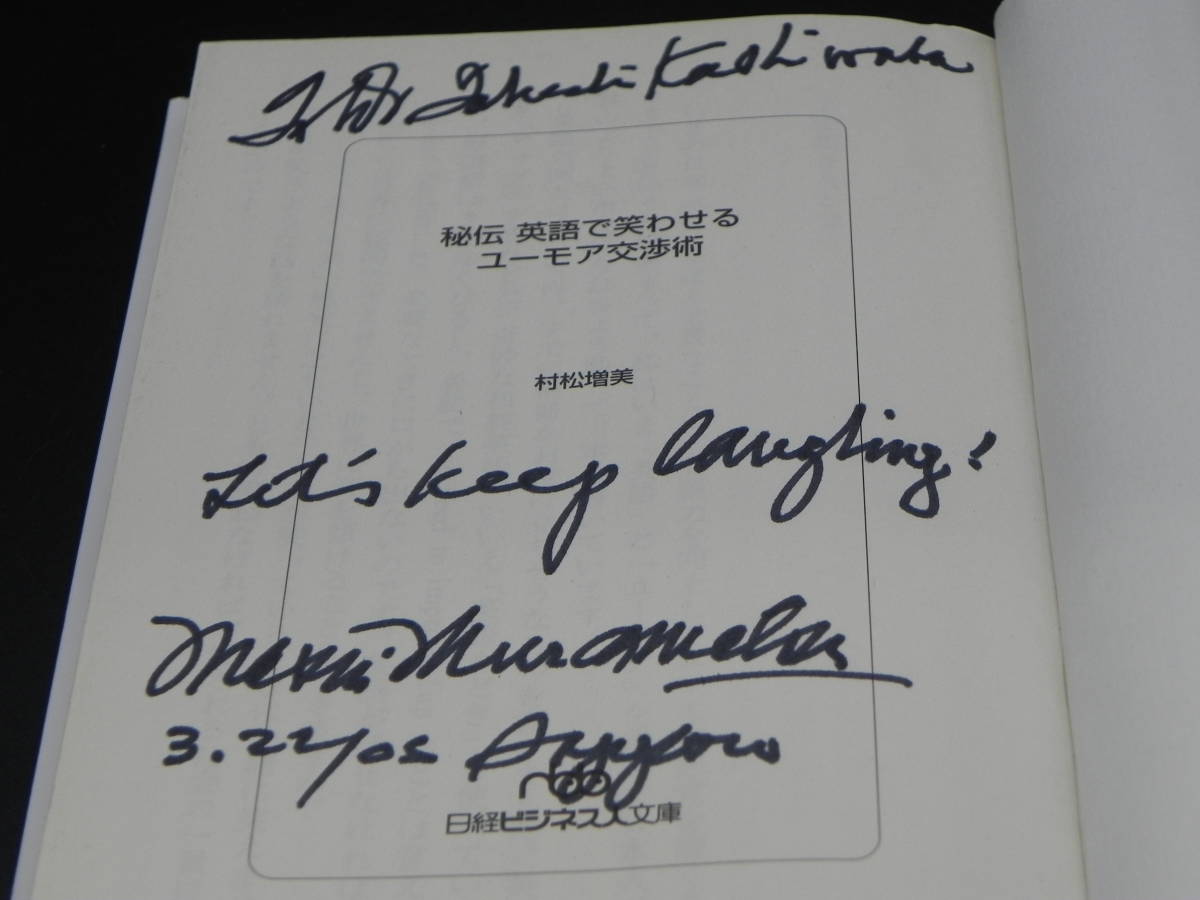 To Dr Takashi Kashiwata
秘伝 英語で笑わせる
ユーモア交渉術
村松増美
Let's keep laughing!
Masumi Muramatsu
3.22/05
日経ビジネス人文庫